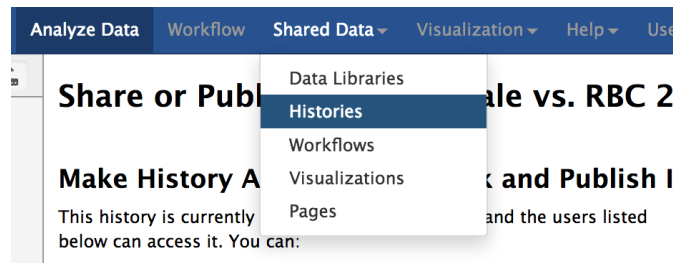 Analyze Data Workflow Shared Data Visualization Help
Data Libraries
Share or ale vs. RBC 2
Histories
Workflows
Make History and Publish
Visualizations
This history is currently and the users listed
Pages
below can access it. You can: